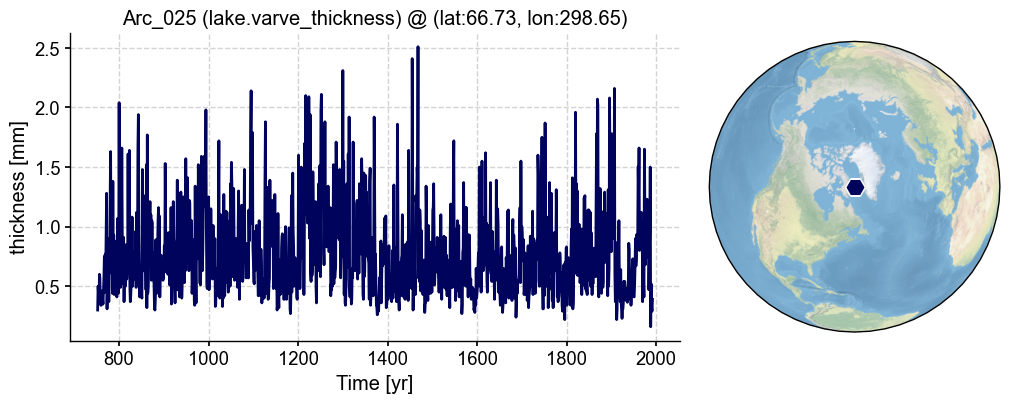 Arc_025 (lake.varve_thickness) @ (lat:66.73, lon:298.65)
thickness [mm]
2.5
2.0
1.5
1.0
0.5
800 1000 1200 1400 1600 1800 2000
Time [yr]